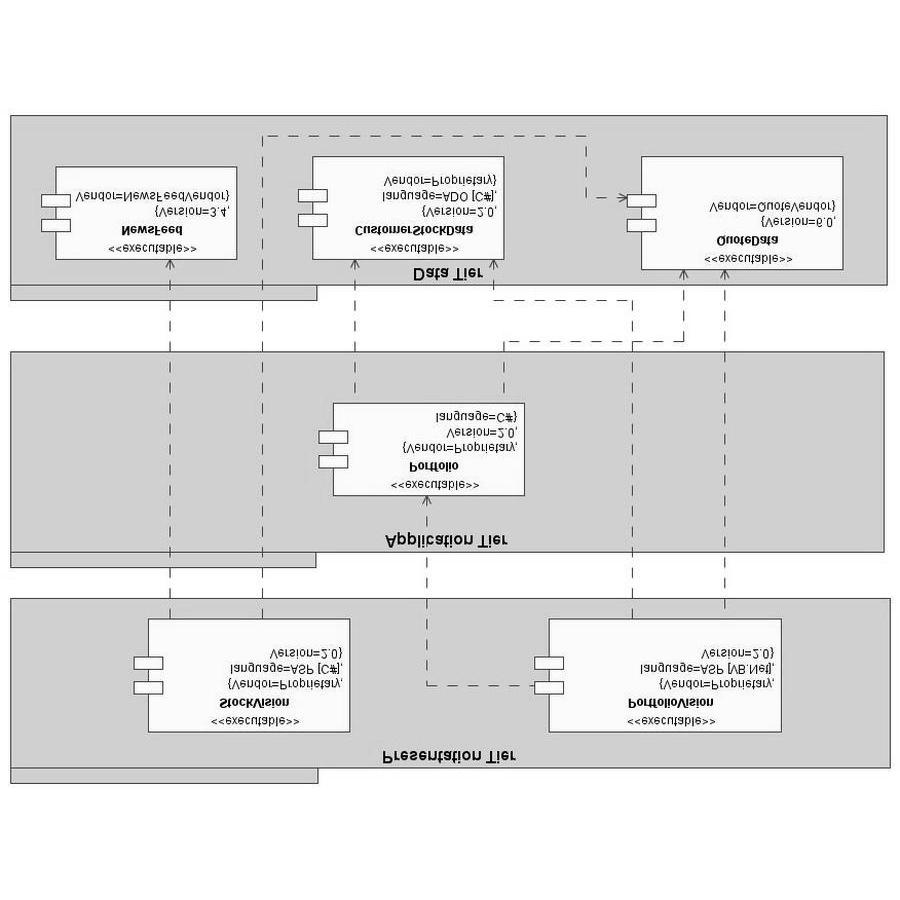 Presentation Tier
<<executable>>
StockVision
{Vendor=Proprietary,
language=ASP [C#],
Version=2.0}
<<executable>>
PortfolioVision
{Vendor=Proprietary,
language=ASP [VB.Net],
Version=2.0}
Application Tier
<<executable>>
Portfolio
{Vendor=Proprietary,
Version=2.0,
language=C#}
Data Tier
<<executable>>
NewsFeed
{Version=3.4,
Vendor=NewsFeedVendor}
<<executable>>
CustomerStockData
{Version=2.0,
language=ADO [C#],
Vendor=Proprietary}
<<executable>>
QuoteData
{Version=6.0,
Vendor=QuoteVendor}